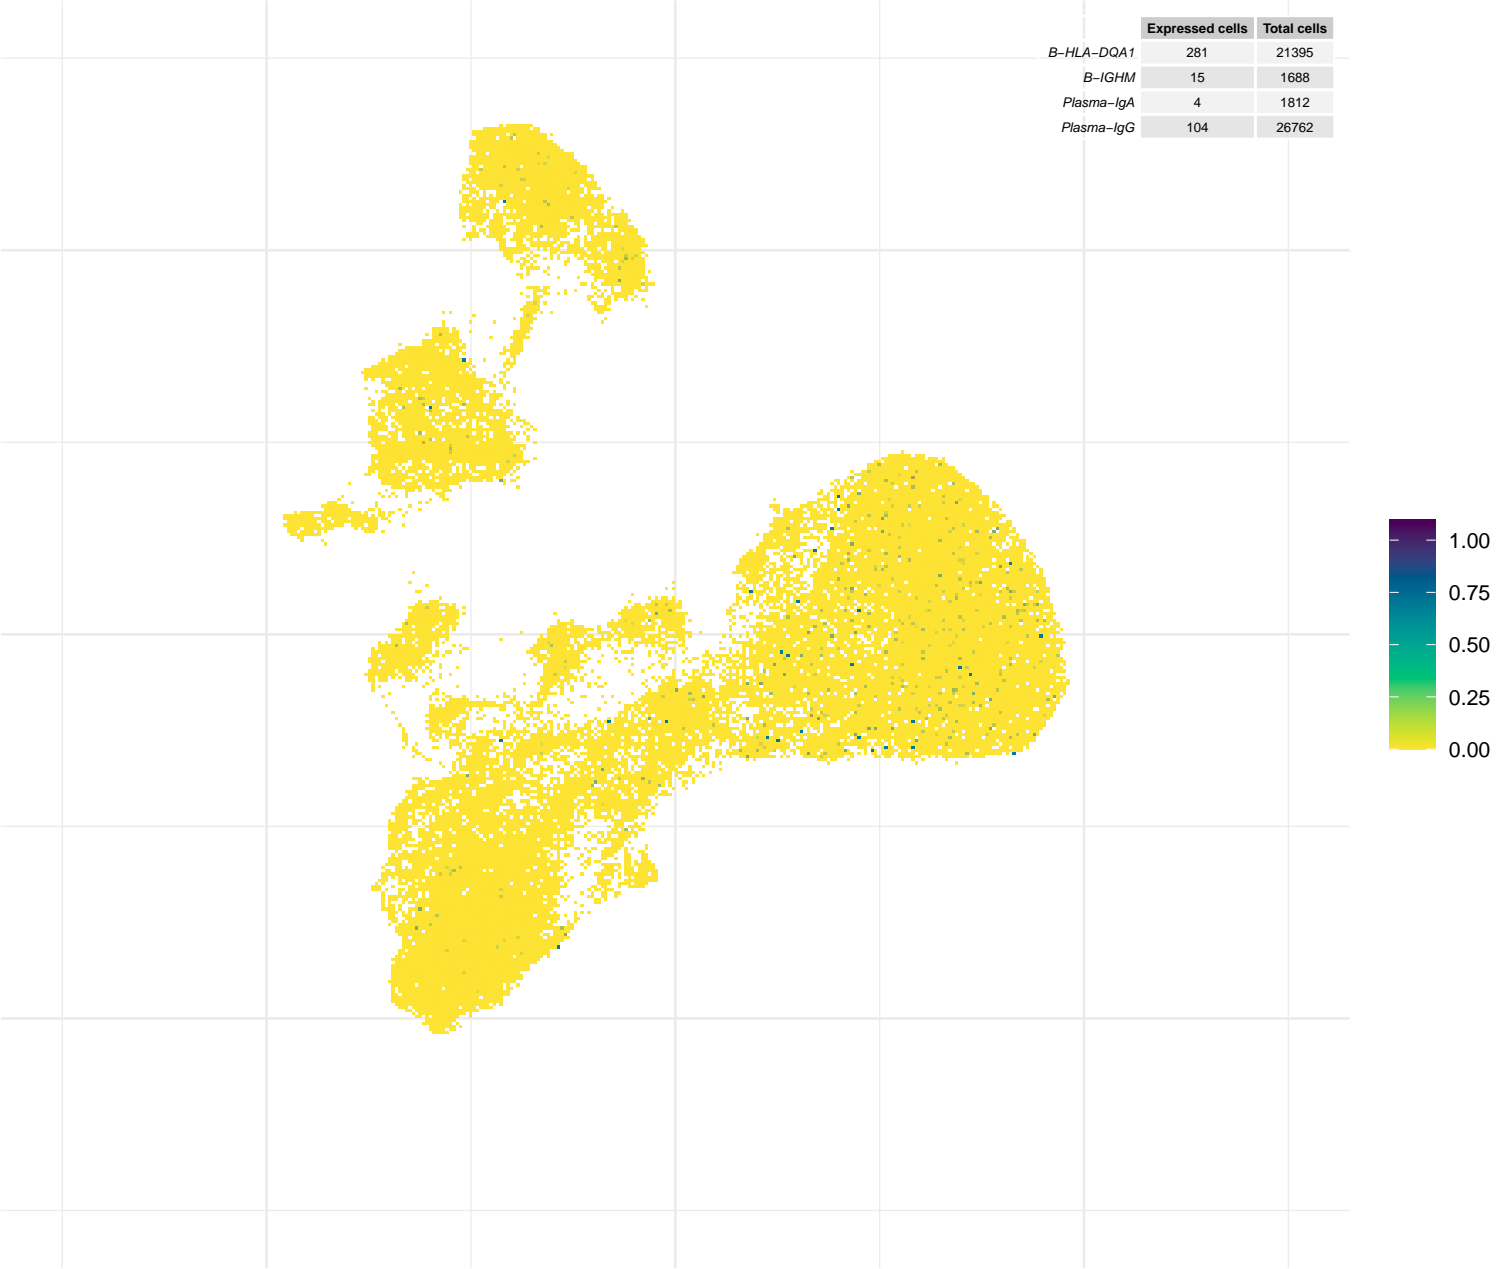 Expressed cells Total cells
B−HLA−DQA1 281 21395
B−IGHM 15 1688
Plasma−IgA 4 1812
Plasma−IgG 104 26762
1.00
0.75
0.50
0.25
0.00